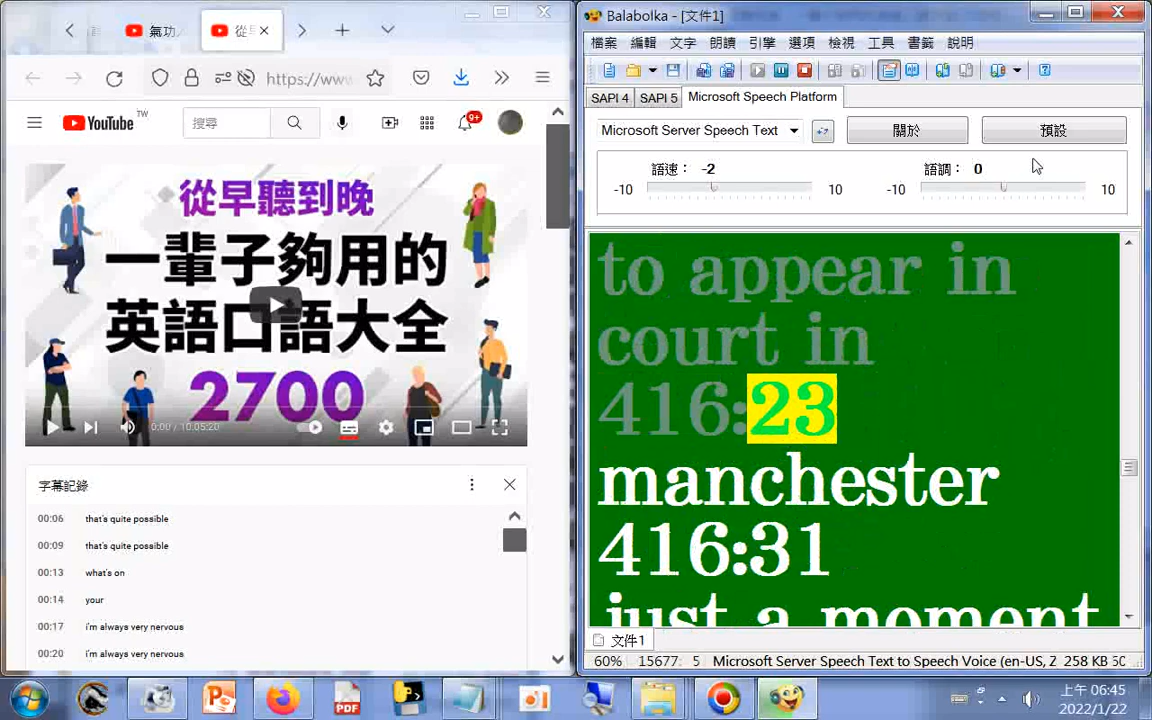 氣功
從
https://www
YouTube TW
搜尋
9+
從早聽到晚
一輩子夠用的
英語口語大全
2700
0:00 / 10:05:20
字幕記錄
00:06 that's quite possible
00:09 that's quite possible
00:13 what's on
00:14 your
00:17 i'm always very nervous
00:20 i'm always very nervous
Balabolka - [文件1]
檔案 編輯 文字 朗讀 引擎 選項 檢視 工具 書籤 說明
SAPI 4 SAPI 5 Microsoft Speech Platform
Microsoft Server Speech Text 關於 預設
語速： -2 語調： 0
-10 10 -10 10
to appear in
court in
416:23
manchester
416:31
just a moment
文件1
60% 15677: 5 Microsoft Server Speech Text to Speech Voice (en-US, Z 258 KB
PDF
上午 06:45
2022/1/22